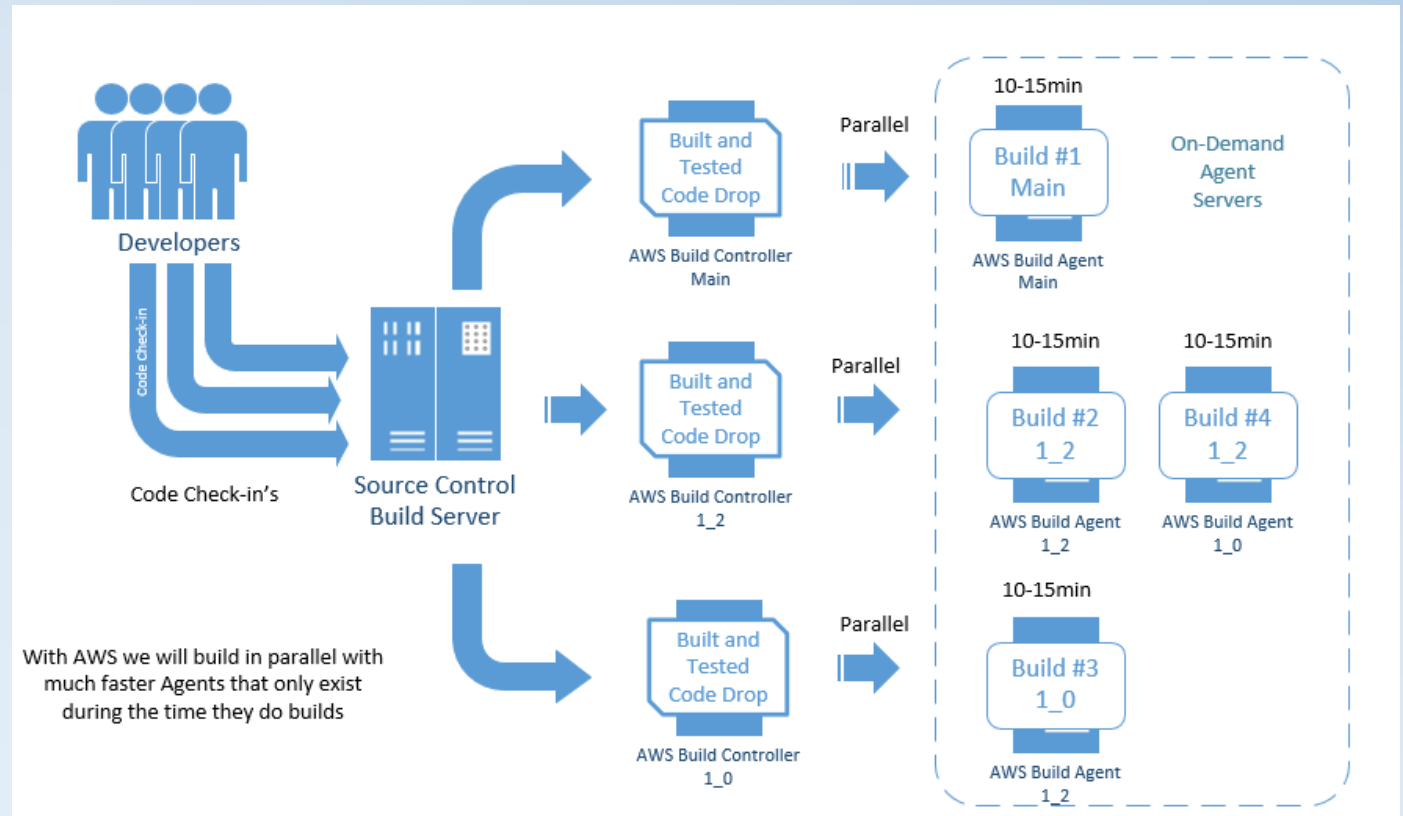 Developers
Code Check-in
Code Check-in's
Source Control
Build Server
With AWS we will build in parallel with
much faster Agents that only exist
during the time they do builds
Built and
Tested
Code Drop
AWS Build Controller
Main
Parallel
10-15min
Build #1
Main
AWS Build Agent
Main
On-Demand
Agent
Servers
Built and
Tested
Code Drop
AWS Build Controller
1_2
Parallel
10-15min
Build #2
1_2
AWS Build Agent
1_2
10-15min
Build #4
1_2
AWS Build Agent
1_0
Built and
Tested
Code Drop
AWS Build Controller
1_0
Parallel
10-15min
Build #3
1_0
AWS Build Agent
1_2